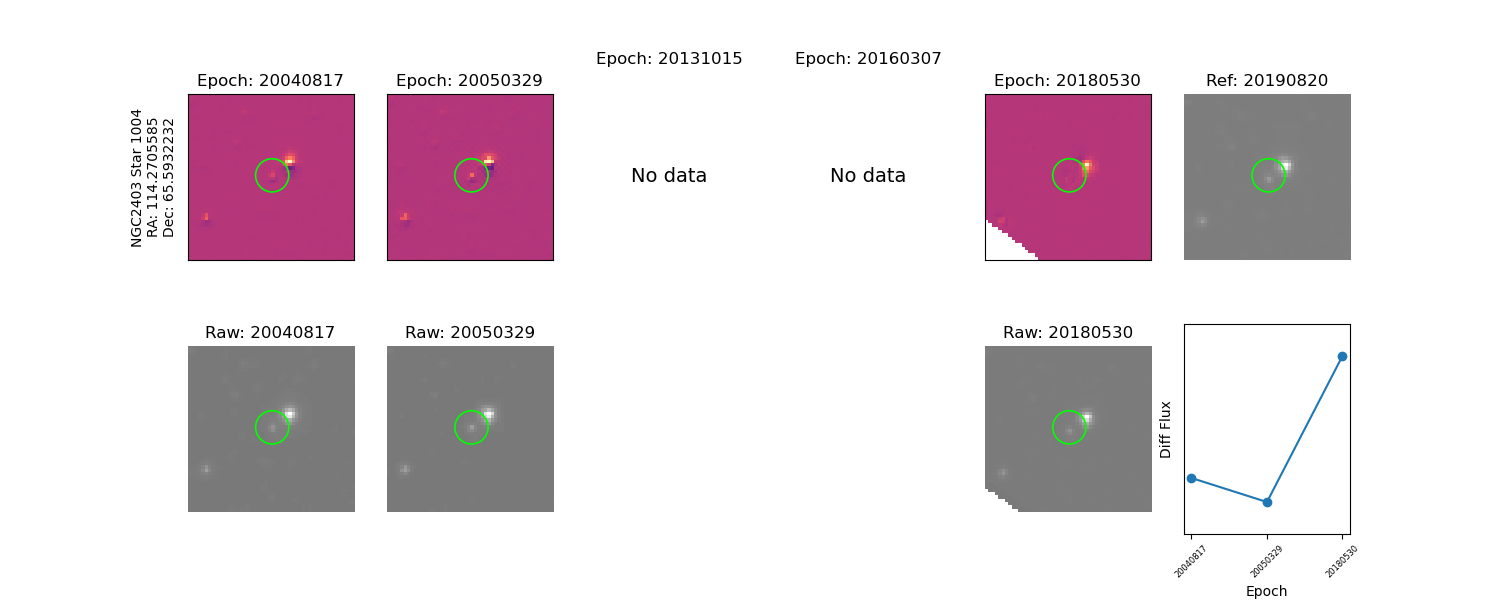 Epoch: 20040817
Epoch: 20050329
Epoch: 20131015
Epoch: 20160307
Epoch: 20180530
Ref: 20190820
NGC2403 Star 1004
RA: 114.2705585
Dec: 65.5932232
No data
No data
Raw: 20040817
Raw: 20050329
Raw: 20180530
Diff Flux
20040817
20050329
20180530
Epoch